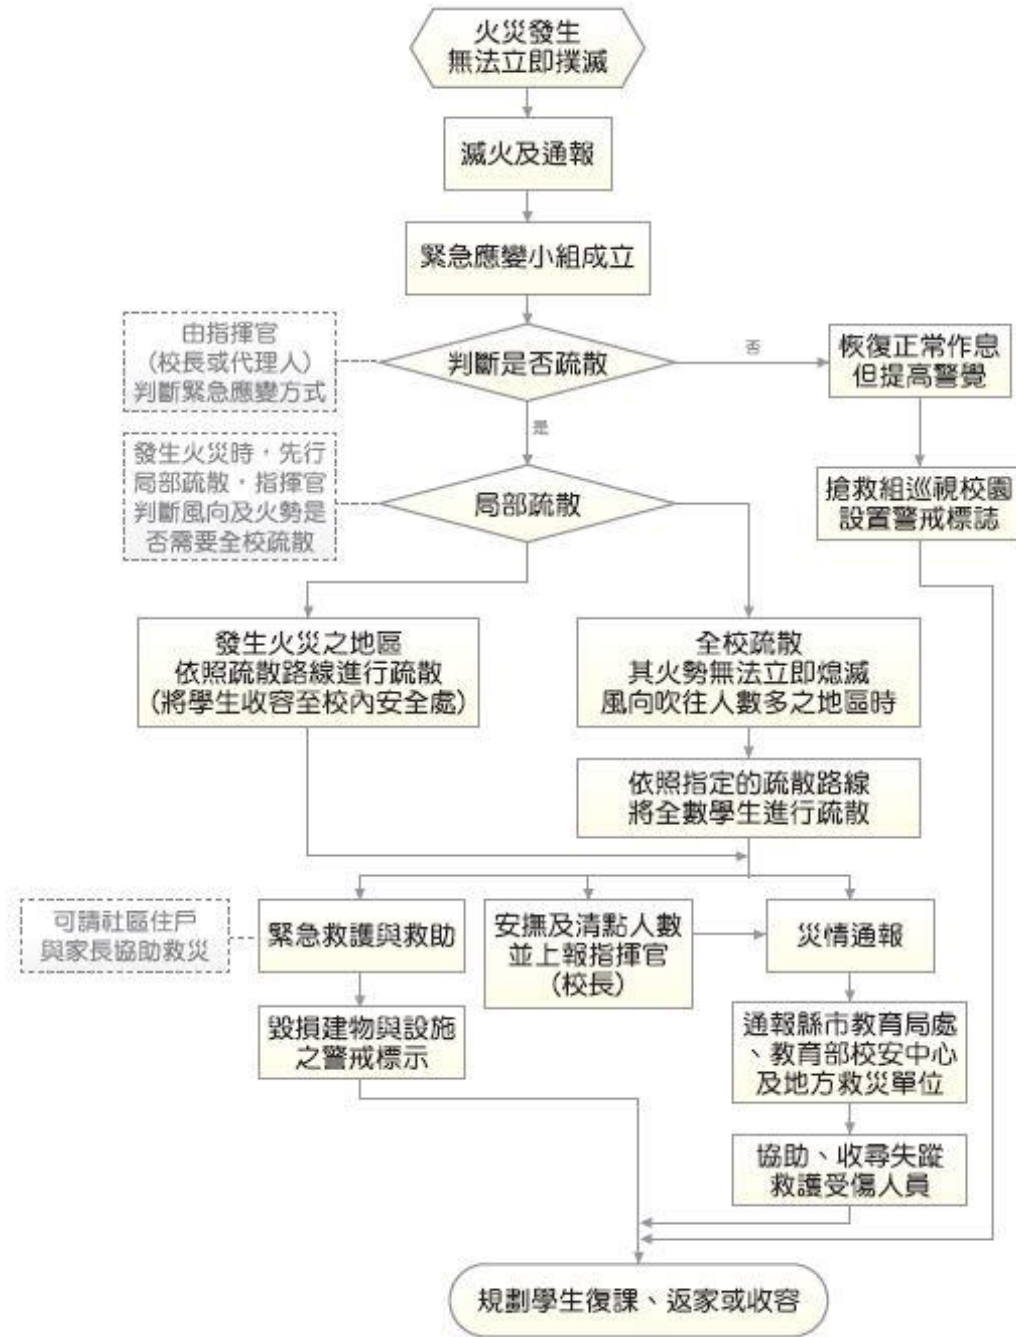 火災發生
無法立即撲滅
滅火及通報
緊急應變小組成立
由指揮官
（校長或代理人）
判斷緊急應變方式
判斷是否疏散
否
恢復正常作息
但提高警覺
是
發生火災時，先行
局部疏散，指揮官
判斷風向及火勢是
否需要全校疏散
局部疏散
搶救組巡視校園
設置警戒標誌
發生火災之地區
依照疏散路線進行疏散
（將學生收容至校內安全處）
全校疏散
其火勢無法立即熄滅
風向吹往人數多之地區時
依照指定的疏散路線
將全數學生進行疏散
可請社區住戶
與家長協助救災
緊急救護與救助
安撫及清點人數
並上報指揮官
（校長）
災情通報
毀損建物與設施
之警戒標示
通報縣市教育局處
、教育部校安中心
及地方救災單位
協助、收尋失蹤
救護受傷人員
規劃學生復課、返家或收容